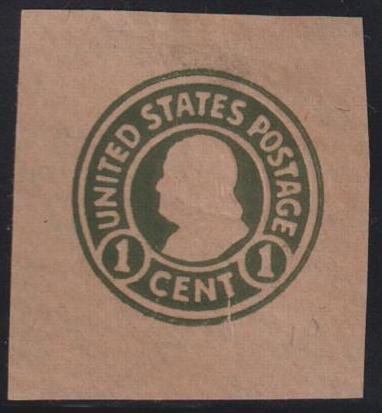 UNITED STATES POSTAGE
1 CENT 1